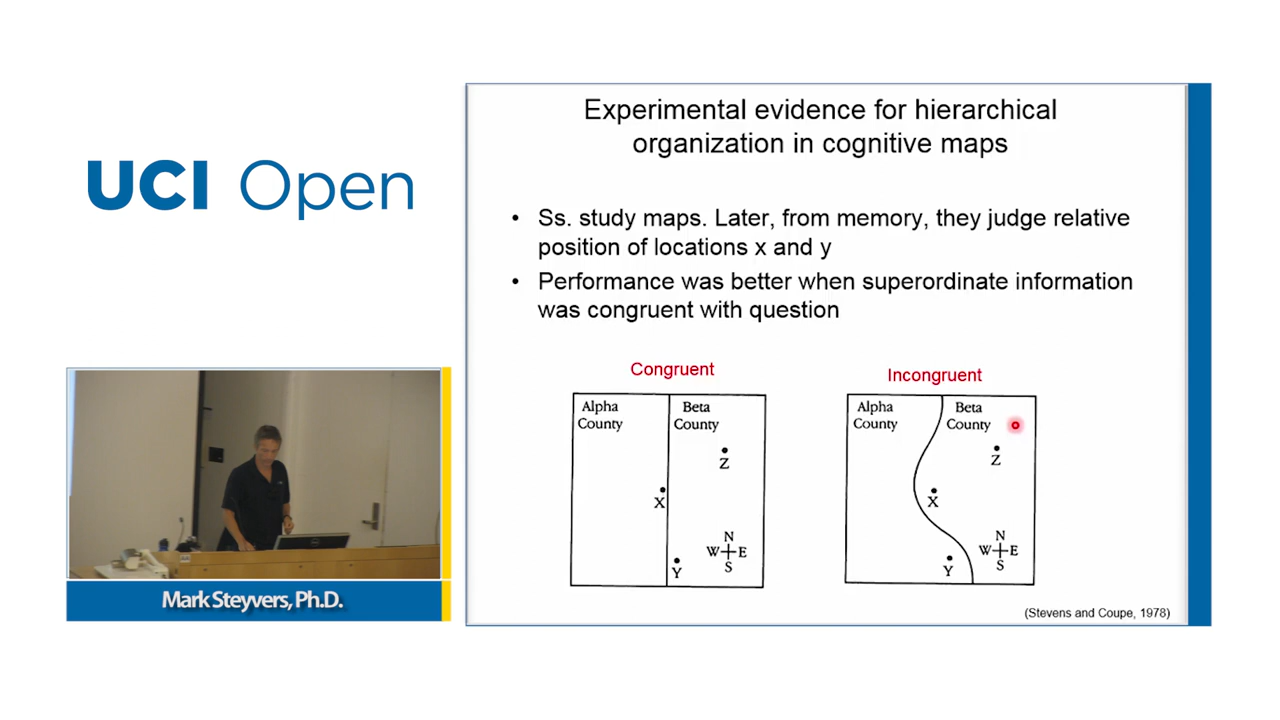 UCI Open
Experimental evidence for hierarchical
organization in cognitive maps
• Ss. study maps. Later, from memory, they judge relative
position of locations x and y
• Performance was better when superordinate information
was congruent with question
Congruent
Alpha
County
Beta
County
Z
X
N
W E
S
Y
Incongruent
Alpha
County
Beta
County
Z
X
N
W E
S
Y
(Stevens and Coupe, 1978)
Mark Steyvers, Ph.D.